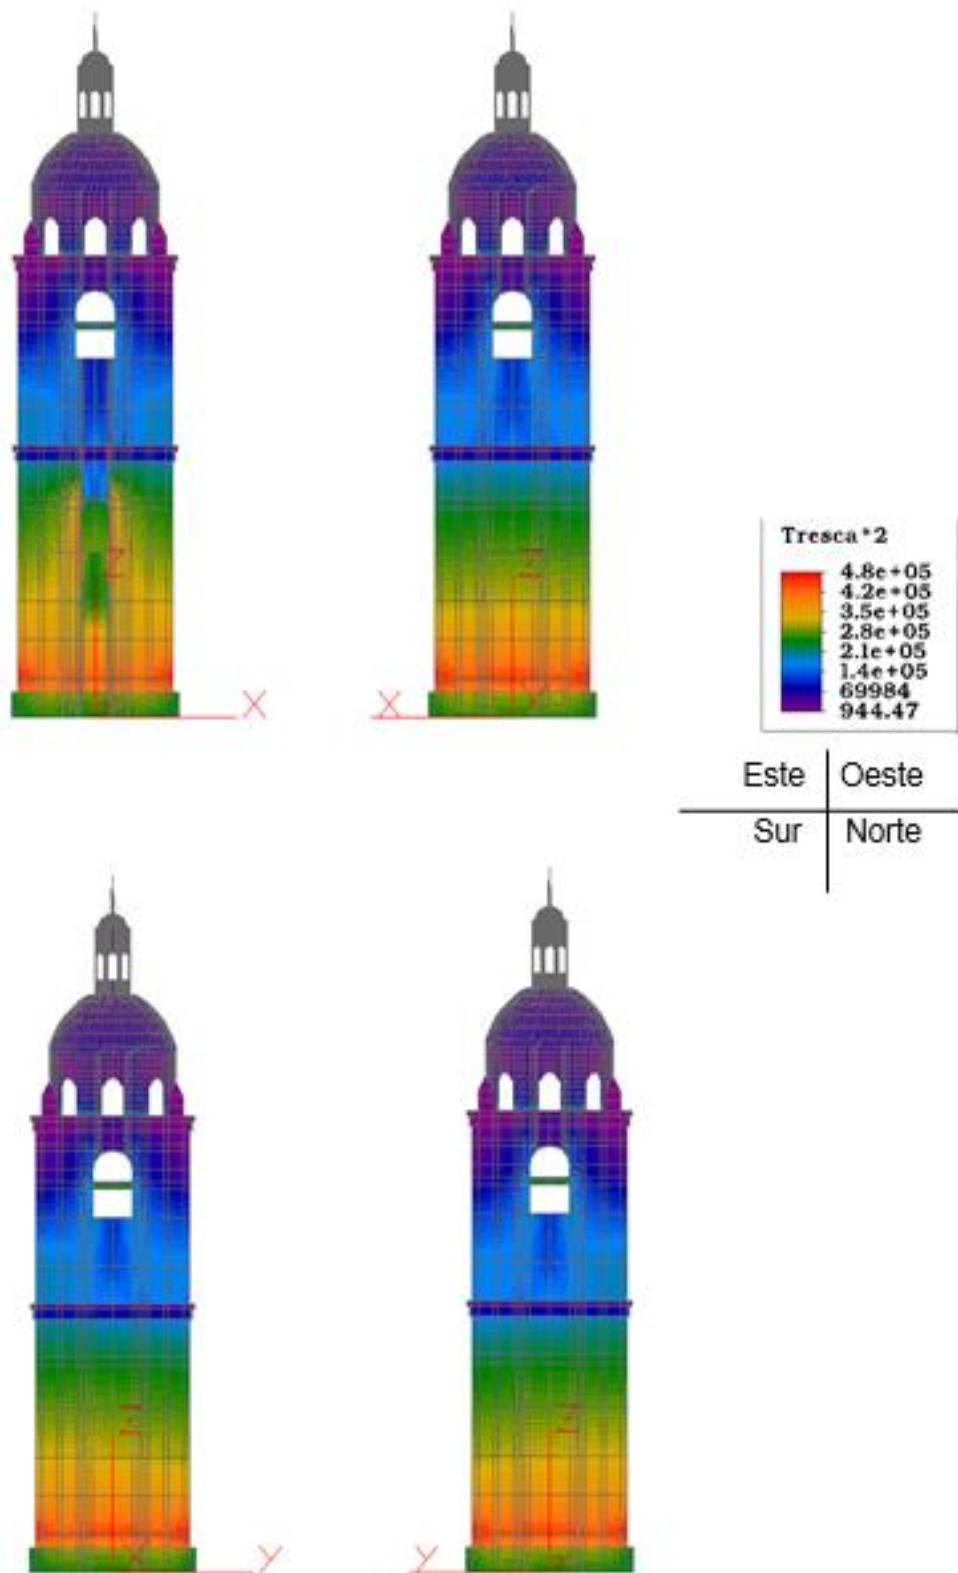 Z
X
Z
X
Y
Tresca*2
4.8e+05
4.2e+05
3.5e+05
2.8e+05
2.1e+05
1.4e+05
69984
944.47
Este Oeste
Sur Norte
Z
X
Y
Z
Y